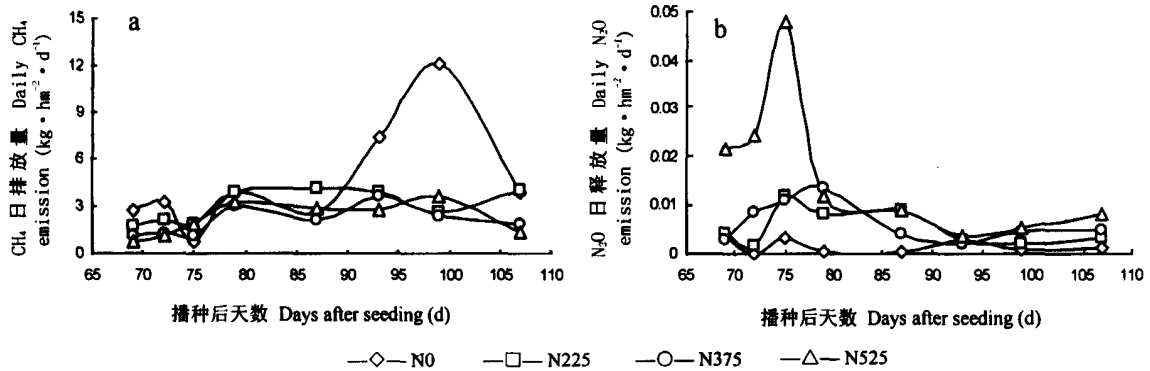 a
CH₄ 日排放量 Daily CH₄
emission (kg·hm⁻²·d⁻¹)
15
12
9
6
3
0
65 70 75 80 85 90 95 100 105 110
播种后天数 Days after seeding (d)
b
N₂O 日释放量 Daily N₂O
emission (kg·hm⁻²·d⁻¹)
0.05
0.04
0.03
0.02
0.01
0
65 70 75 80 85 90 95 100 105 110
播种后天数 Days after seeding (d)
N0 N225 N375 N525